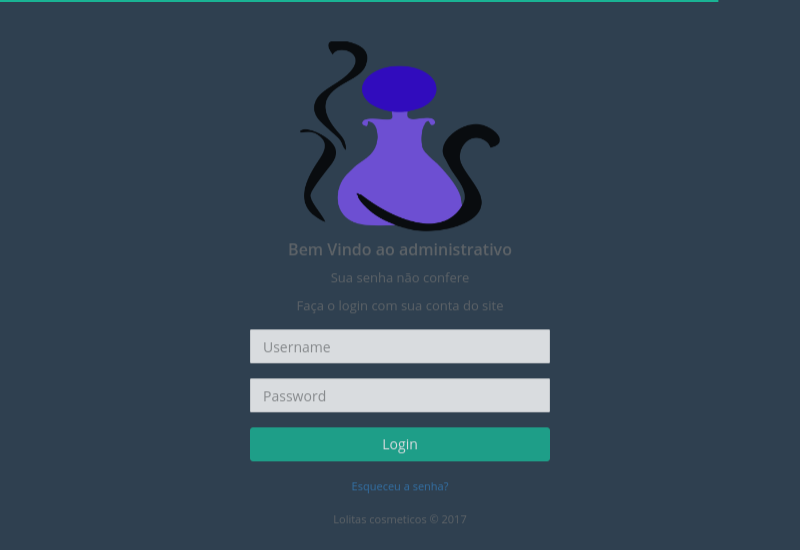 Bem Vindo ao administrativo
Sua senha não confere
Faça o login com sua conta do site
Username
Password
Login
Esqueceu a senha?
Lolitas cosmeticos © 2017